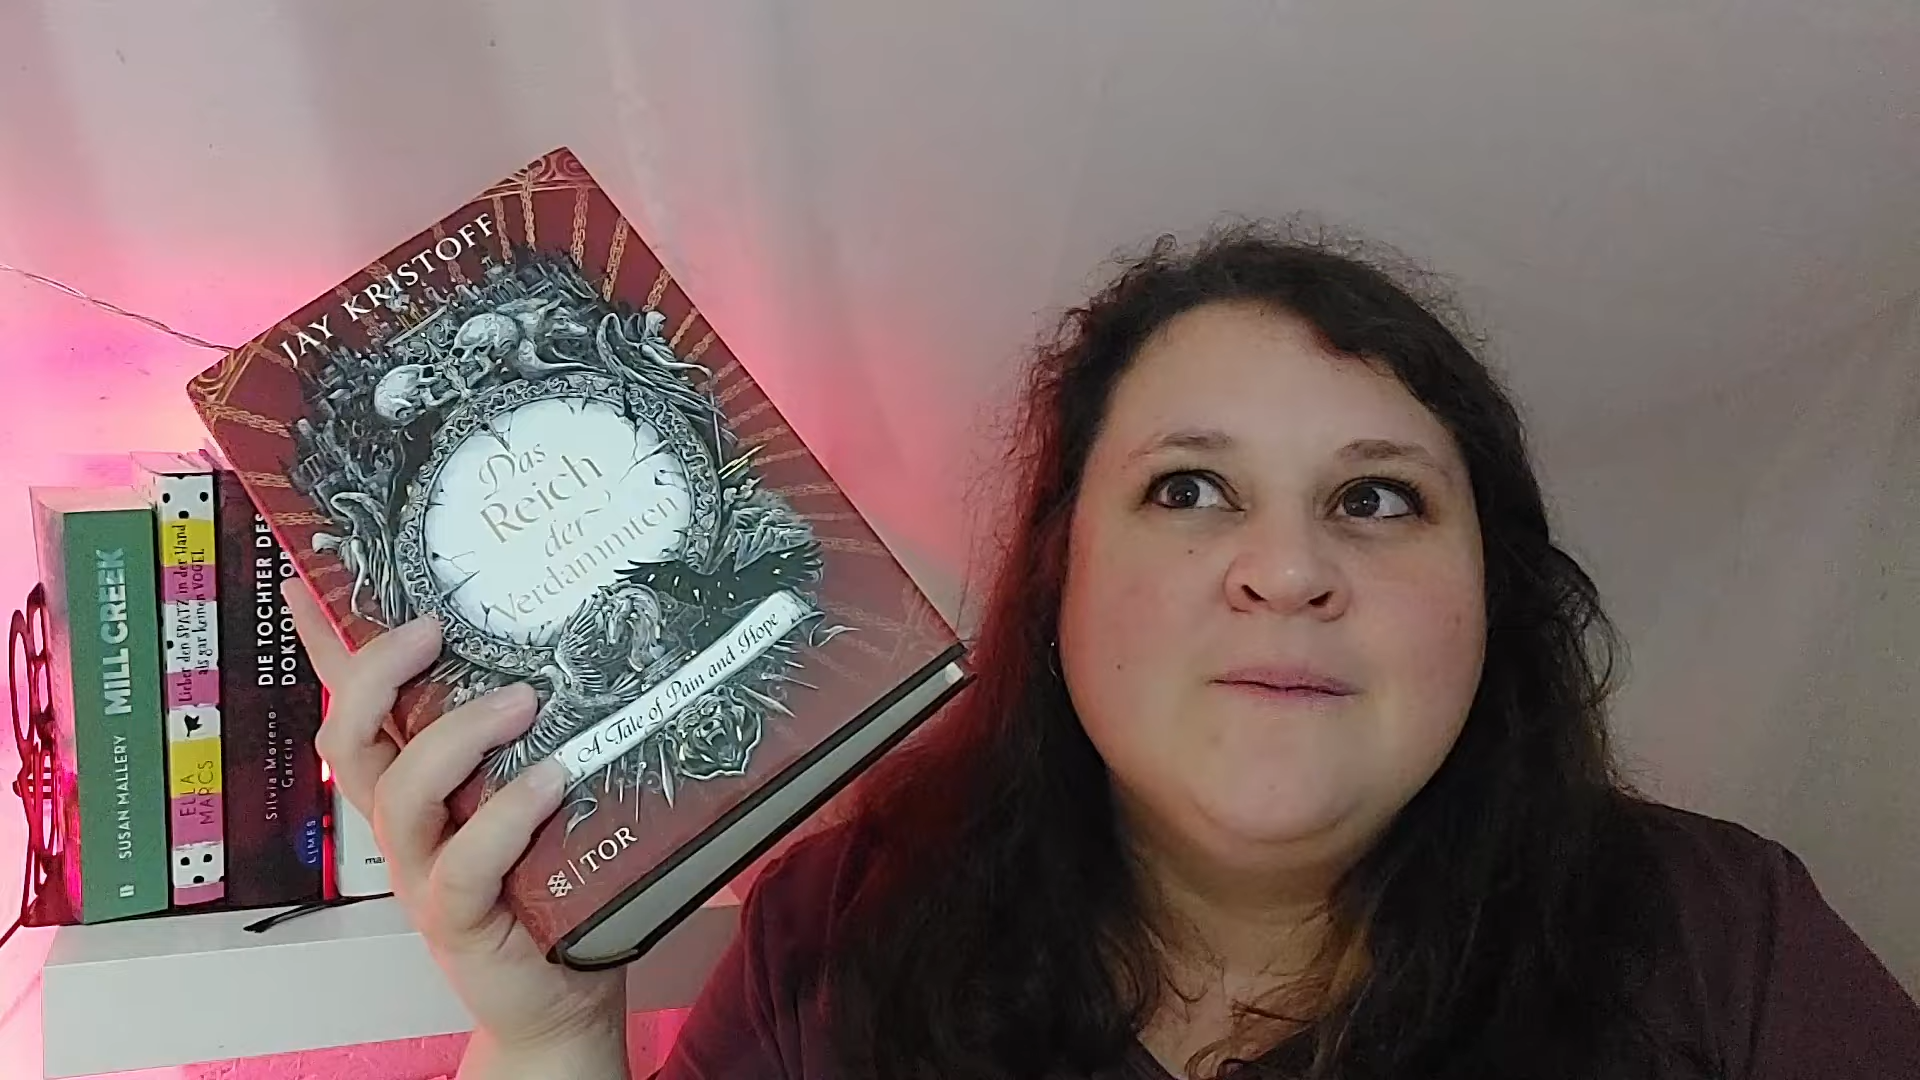 JAY KRISTOFF
Das
Reich
der
Verdammten
A Tale of Pain and Hope
TOR
SUSAN MALLERY MILL CREEK
ELLA
MARCS
Lieber den SPATZ in der Hand
als gar keinen VOGEL
Silvia Moreno-
Garcia
DIE TOCHTER DES
DOKTOR
LIMES